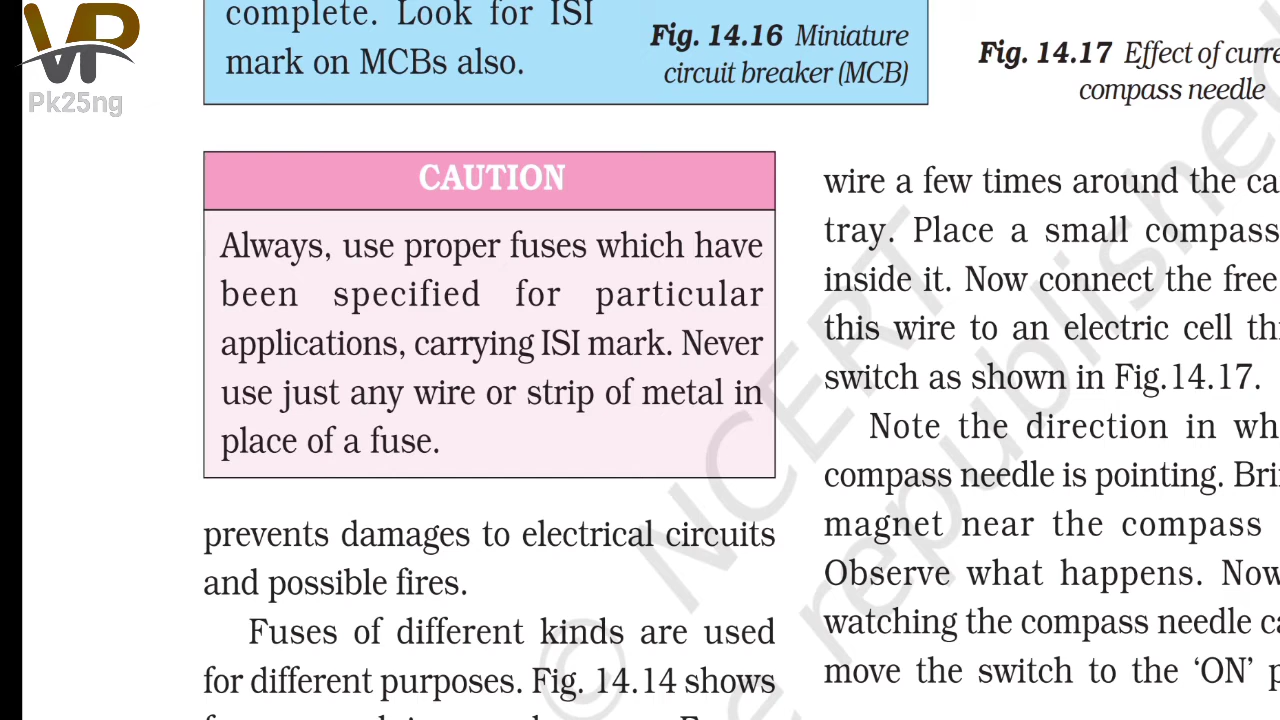 VP
Pk25ng
complete. Look for ISI
mark on MCBs also.
Fig. 14.16 Miniature
circuit breaker (MCB)
Fig. 14.17 Effect of
compass needle
CAUTION
Always, use proper fuses which have
been specified for particular
applications, carrying ISI mark. Never
use just any wire or strip of metal in
place of a fuse.
prevents damages to electrical circuits
and possible fires.
Fuses of different kinds are used
for different purposes. Fig. 14.14 shows
wire a few times around the
tray. Place a small compass
inside it. Now connect the free
this wire to an electric cell
switch as shown in Fig.14.17.
Note the direction in
compass needle is pointing.
magnet near the compass
Observe what happens. Now
watching the compass needle
move the switch to the ‘ON’
© NCERT
republished